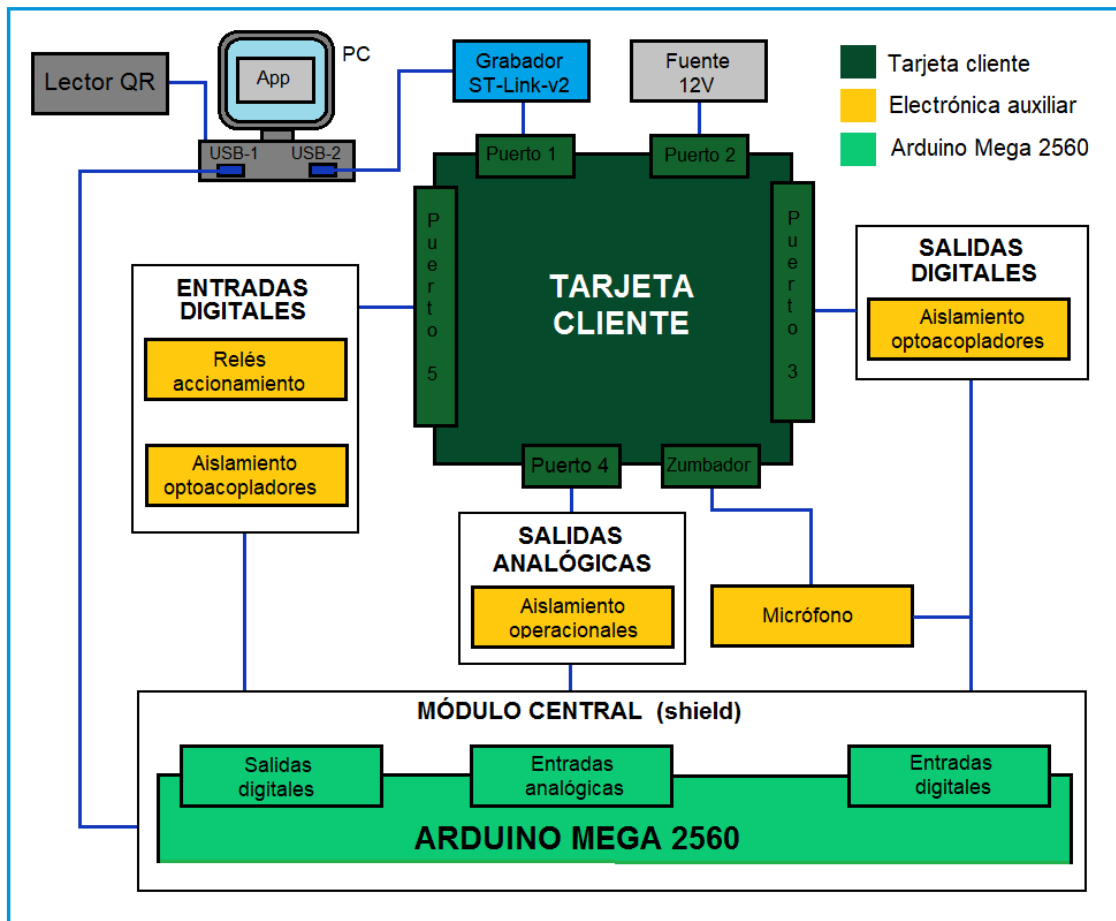 Lector QR
App
PC
USB-1
USB-2
Grabador
ST-Link-v2
Fuente
12V
Tarjeta cliente
Electrónica auxiliar
Arduino Mega 2560
Puerto 1
Puerto 2
Puerto 5
Puerto 3
TARJETA
CLIENTE
ENTRADAS
DIGITALES
Relés
accionamiento
Aislamiento
optoacopladores
SALIDAS
DIGITALES
Aislamiento
optoacopladores
Puerto 4
Zumbador
SALIDAS
ANALÓGICAS
Aislamiento
operacionales
Micrófono
MÓDULO CENTRAL (shield)
Salidas
digitales
Entradas
analógicas
Entradas
digitales
ARDUINO MEGA 2560